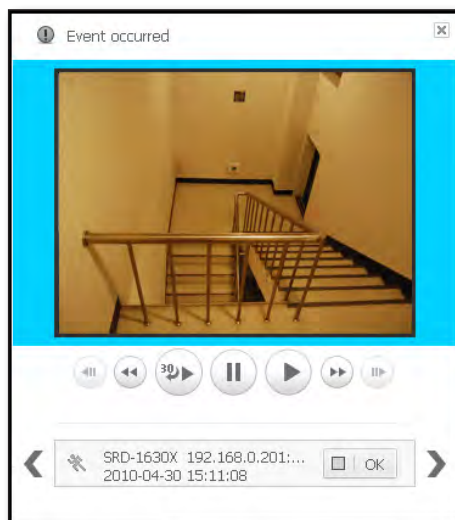 Event occurred
30
SRD-1630X 192.168.0.201:...
2010-04-30 15:11:08
OK